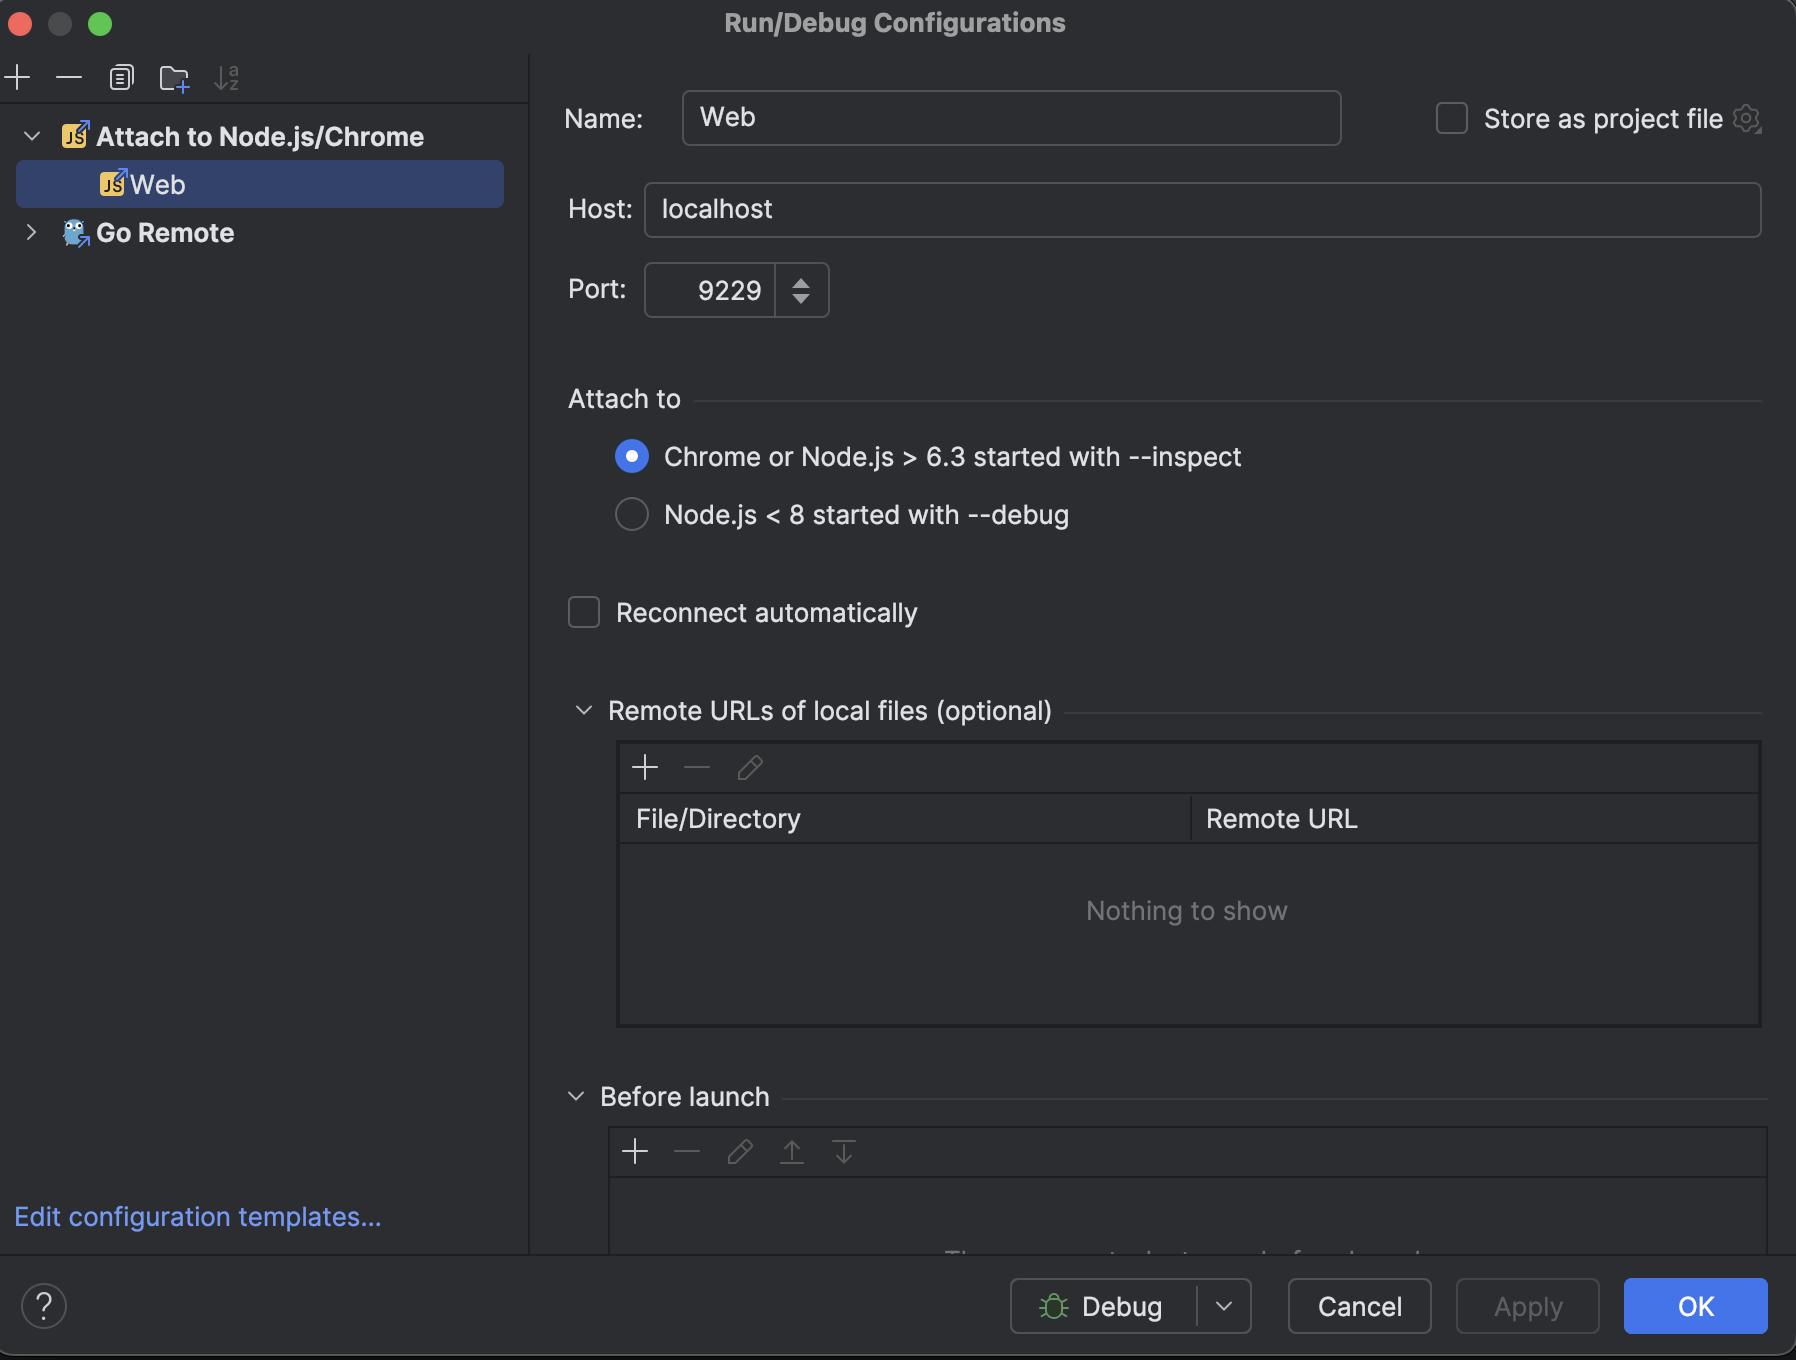 Run/Debug Configurations
Attach to Node.js/Chrome
Web
Go Remote
Edit configuration templates...
Name:
Web
Store as project file
Host:
localhost
Port:
9229
Attach to
Chrome or Node.js > 6.3 started with --inspect
Node.js < 8 started with --debug
Reconnect automatically
Remote URLs of local files (optional)
File/Directory
Remote URL
Nothing to show
Before launch
?
Debug
Cancel
Apply
OK